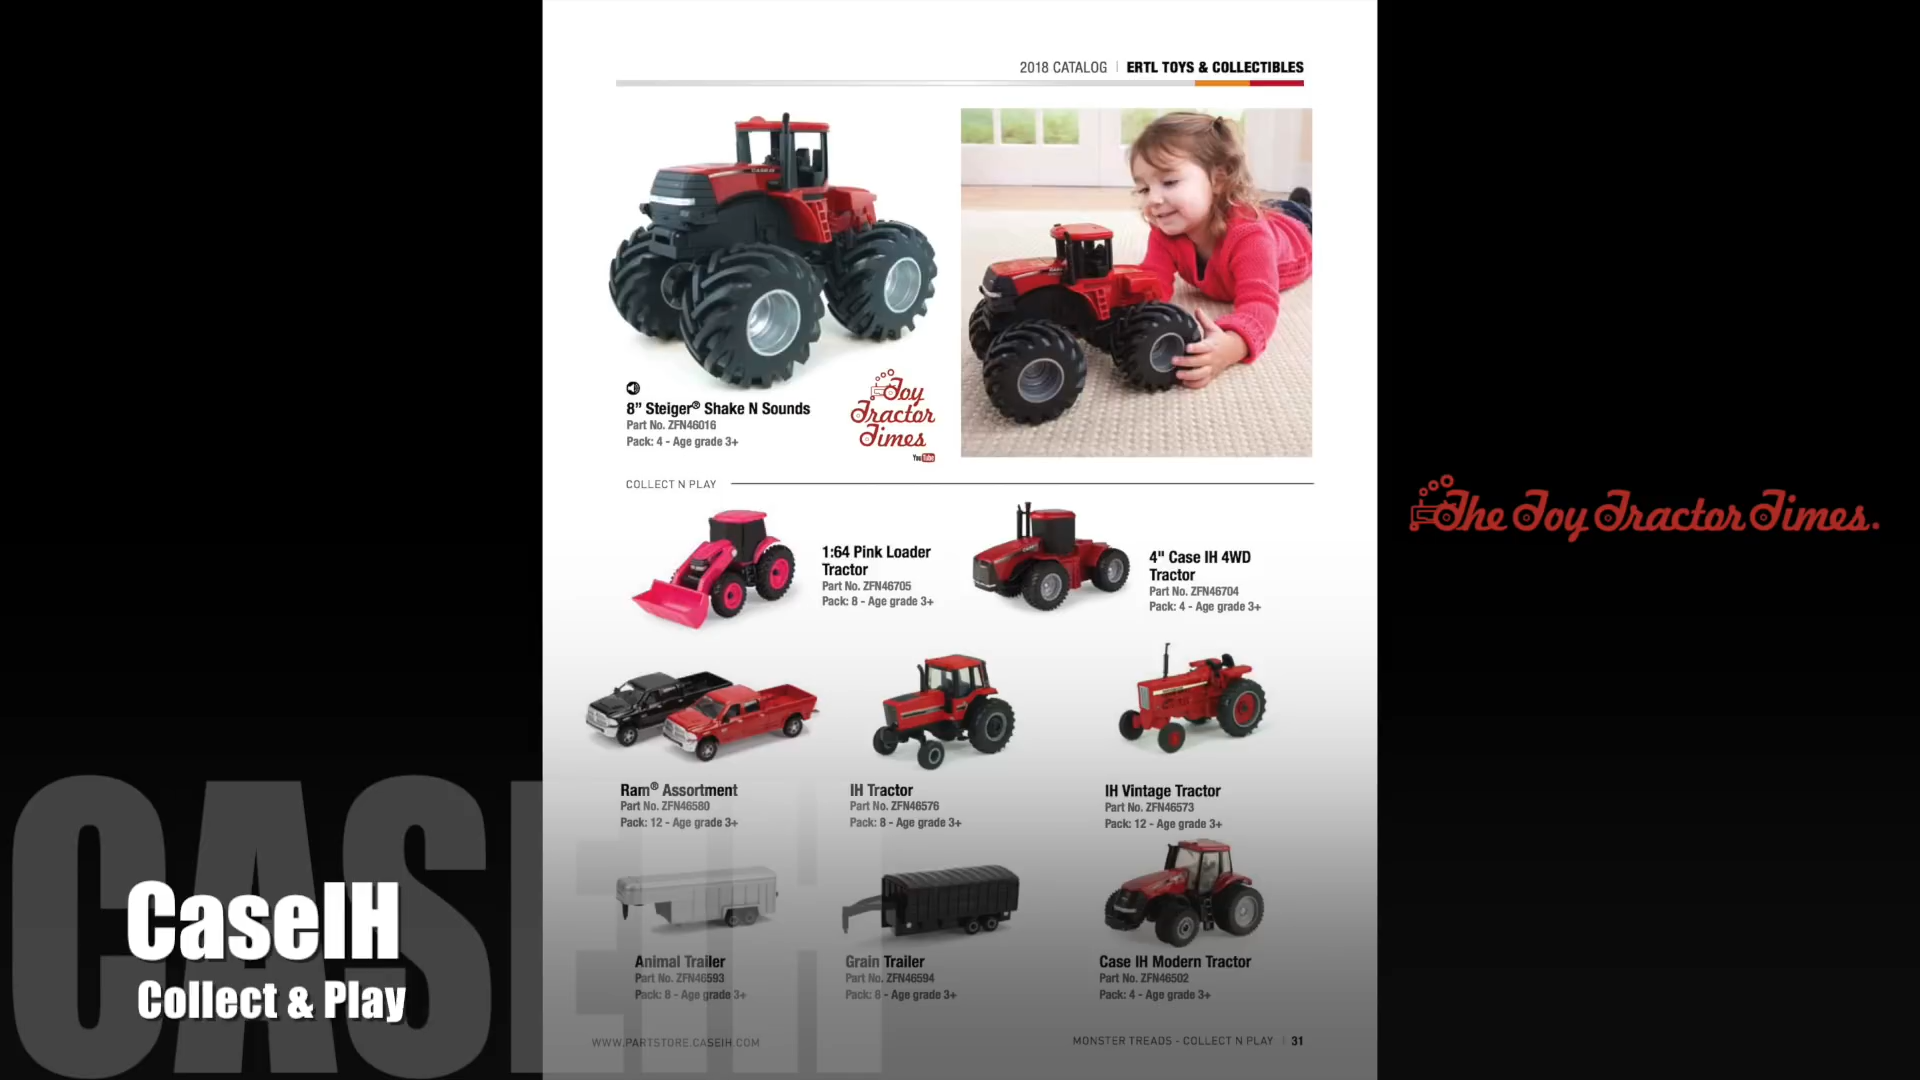 2018 CATALOG | ERTL TOYS & COLLECTIBLES
8” Steiger® Shake N Sounds
Part No. ZFN46016
Pack: 4 - Age grade 3+
Toy
Tractor
Times
YouTube
COLLECT N PLAY
1:64 Pink Loader
Tractor
Part No. ZFN46705
Pack: 8 - Age grade 3+
4" Case IH 4WD
Tractor
Part No. ZFN46704
Pack: 4 - Age grade 3+
Ram® Assortment
Part No. ZFN46580
Pack: 12 - Age grade 3+
IH Tractor
Part No. ZFN46576
Pack: 8 - Age grade 3+
IH Vintage Tractor
Part No. ZFN46573
Pack: 12 - Age grade 3+
Animal Trailer
Part No. ZFN46593
Pack: 8 - Age grade 3+
Grain Trailer
Part No. ZFN46594
Pack: 8 - Age grade 3+
Case IH Modern Tractor
Part No. ZFN46502
Pack: 4 - Age grade 3+
WWW.PARTSTORE.CASEIH.COM
MONSTER TREADS - COLLECT N PLAY | 31
The Toy Tractor Times.
CASEIH
CaseIH
Collect & Play